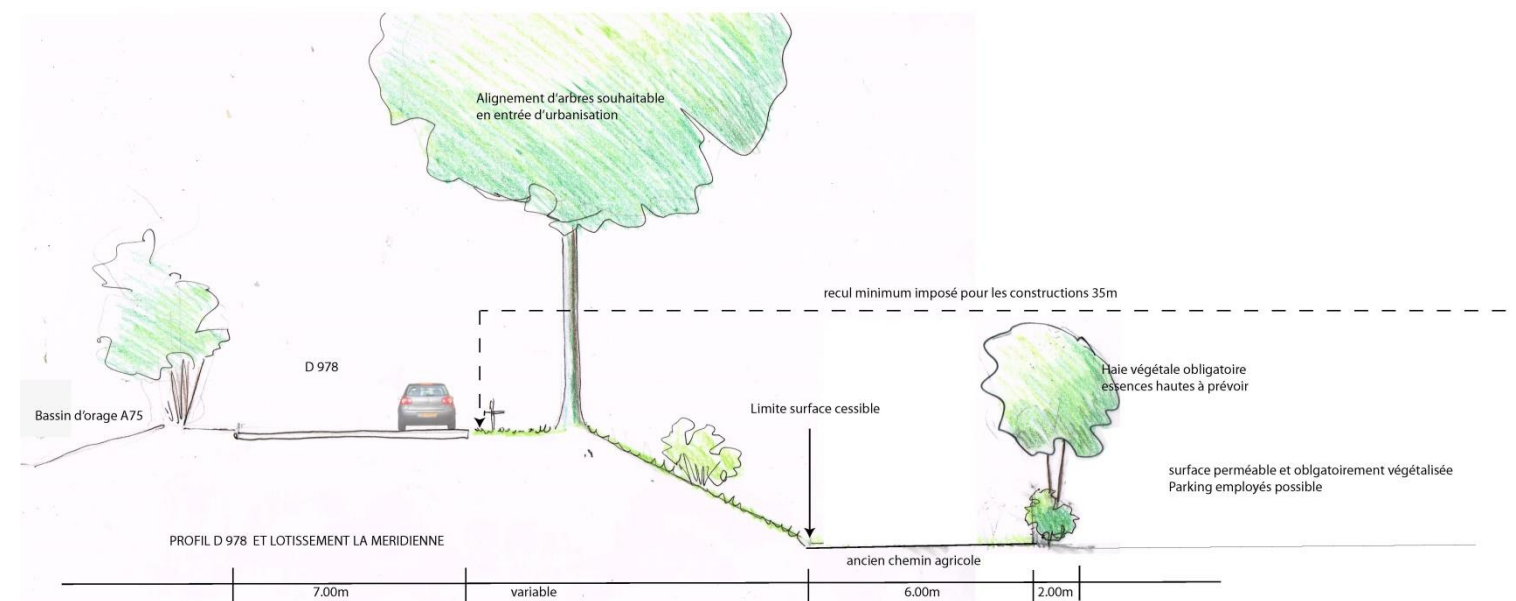 Alignement d'arbres souhaitable
en entrée d'urbanisation
recul minimum imposé pour les constructions 35m
D 978
Haie végétale obligatoire
essences hautes à prévoir
Bassin d'orage A75
Limite surface cessible
surface perméable et oblgatoirement végétalisée
Parking employés possible
PROFIL D 978 ET LOTISSEMENT LA MERIDIENNE
ancien chemin agricole
7.00m
variable
6.00m
2.00m